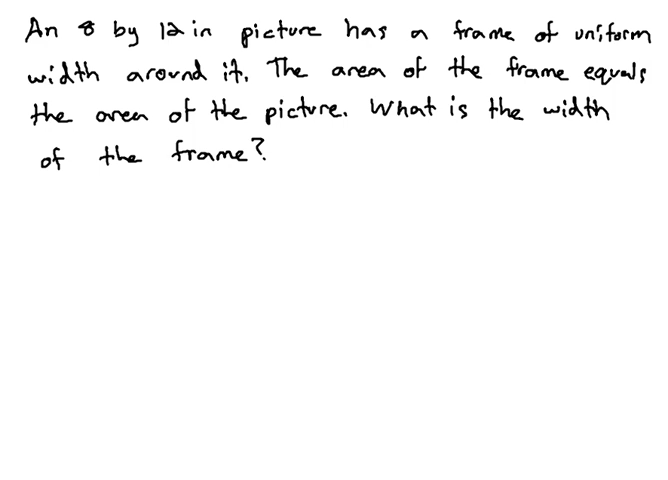 An 8 by 12 in picture has a frame of uniform
width around it. The area of the frame equals
the area of the picture. What is the width
of the frame?